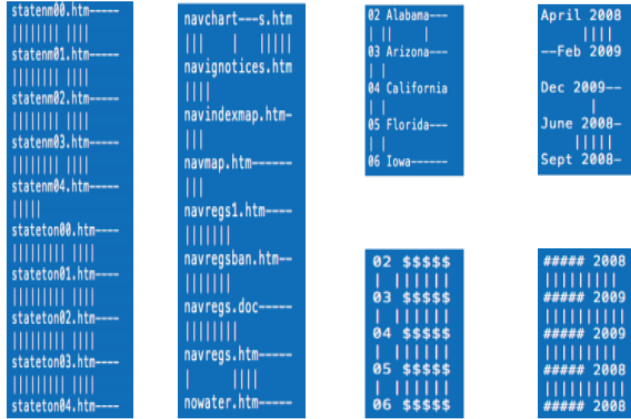 statenm00.htm-----
|||||||| ||||
statenm01.htm-----
|||||||| ||||
statenm02.htm-----
|||||||| ||||
statenm03.htm-----
|||||||| ||||
statenm04.htm-----
|||||
stateton00.htm----
||||||||| ||||
stateton01.htm----
||||||||| ||||
stateton02.htm----
||||||||| ||||
stateton03.htm----
||||||||| ||||
stateton04.htm----
navchart---s.htm
|||   |  |||||
navignotices.htm
||||
navindexmap.htm-
|||
navmap.htm------
|||
navregs1.htm----
|||||||
navregsban.htm--
|||||||
navregs.doc-----
||||||||
navregs.htm-----
|    ||||
nowater.htm-----
02 Alabama---
| ||   |
03 Arizona---
| |
04 California
| |
05 Florida---
| |
06 Iowa------
April 2008
||||
--Feb 2009
Dec 2009--
|
June 2008-
|||||
Sept 2008-
02 $$$$$
| ||||||
03 $$$$$
| ||||||
04 $$$$$
| ||||||
05 $$$$$
| ||||||
06 $$$$$
##### 2008
|||||||||
##### 2009
||||||||||
##### 2009
|||||||||
##### 2008
||||||||||
##### 2008